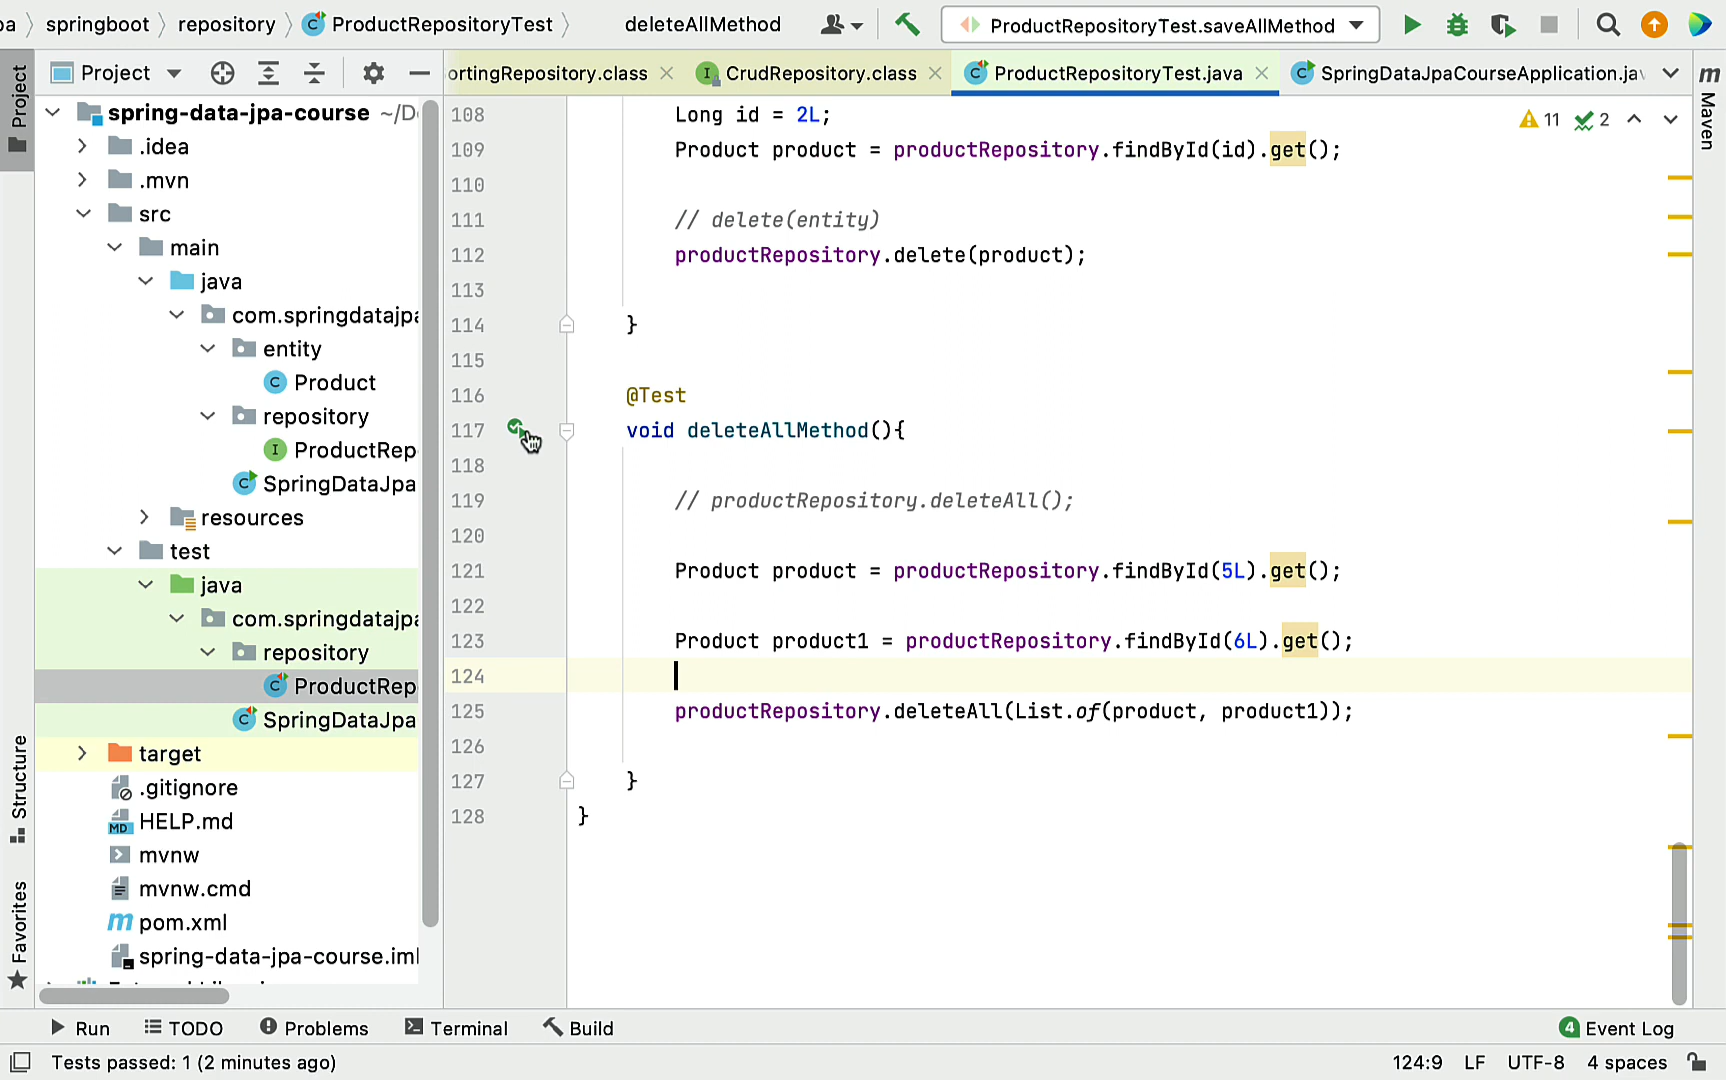 pa springboot repository ProductRepositoryTest deleteAllMethod ProductRepositoryTest.saveAllMethod
Project
ortingRepository.class CrudRepository.class ProductRepositoryTest.java SpringDataJpaCourseApplication.jav
Project
Structure
Favorites
Maven
spring-data-jpa-course ~/D
.idea
.mvn
src
main
java
com.springdatajpa
entity
Product
repository
ProductRep
SpringDataJpa
resources
test
java
com.springdatajpa
repository
ProductRep
SpringDataJpa
target
.gitignore
HELP.md
mvnw
mvnw.cmd
pom.xml
spring-data-jpa-course.iml
11 2
108 Long id = 2L;
109 Product product = productRepository.findById(id).get();
110
111 // delete(entity)
112 productRepository.delete(product);
113
114 }
115
116 @Test
117 void deleteAllMethod(){
118
119 // productRepository.deleteAll();
120
121 Product product = productRepository.findById(5L).get();
122
123 Product product1 = productRepository.findById(6L).get();
124
125 productRepository.deleteAll(List.of(product, product1));
126
127 }
128 }
Run TODO Problems Terminal Build 4 Event Log
Tests passed: 1 (2 minutes ago) 124:9 LF UTF-8 4 spaces